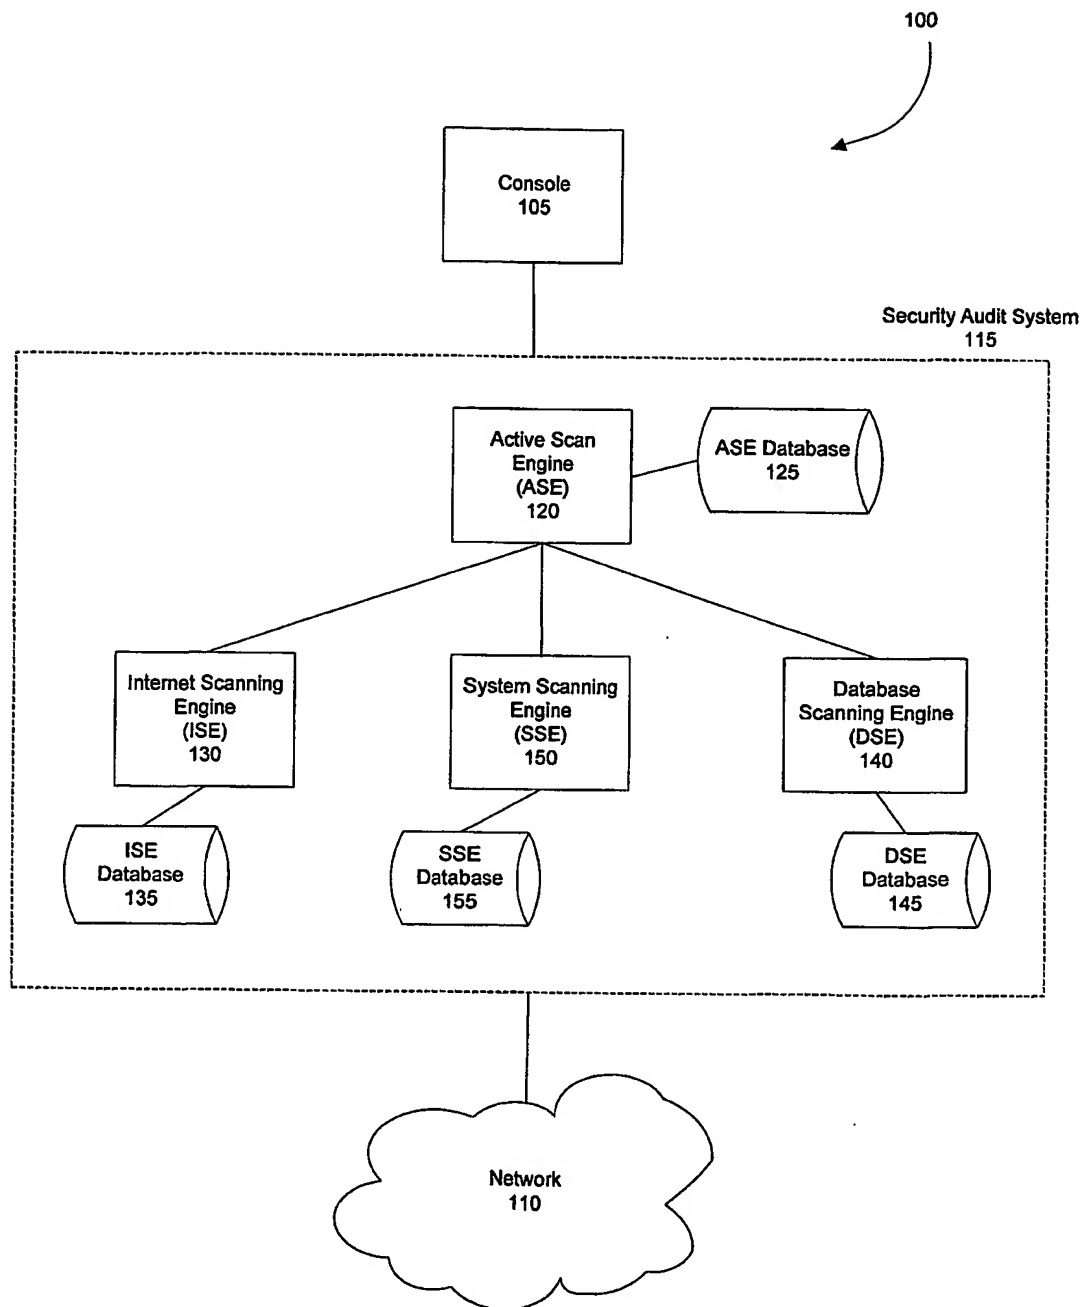 100
Console
105
Security Audit System
115
Active Scan
Engine
(ASE)
120
ASE Database
125
Internet Scanning
Engine
(ISE)
130
System Scanning
Engine
(SSE)
150
Database
Scanning Engine
(DSE)
140
ISE
Database
135
SSE
Database
155
DSE
Database
145
Network
110